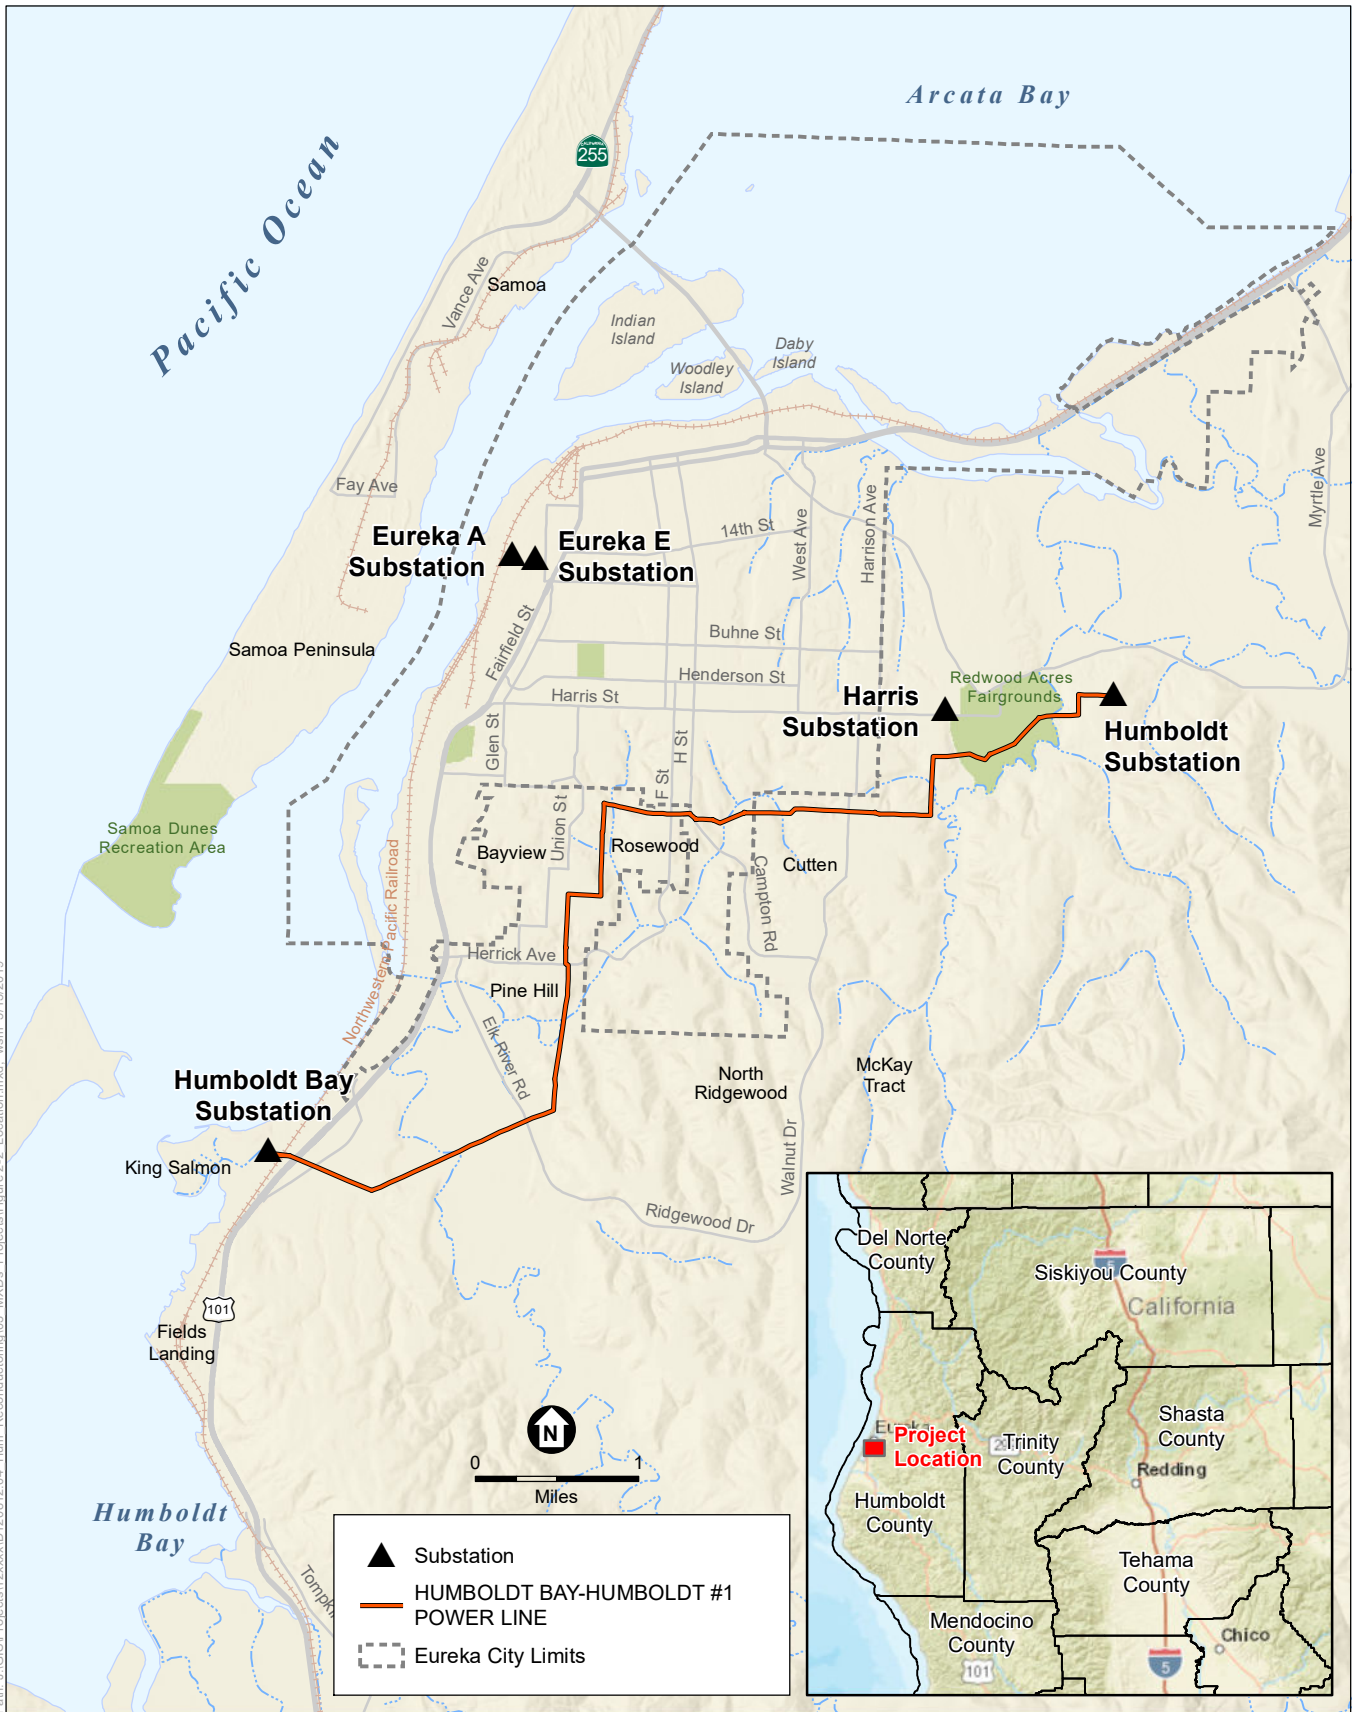 Arcata Bay
Pacific Ocean
CALIFORNIA
255
Vance Ave
Samoa
Indian
Island
Daby
Island
Woodley
Island
Fay Ave
Myrtle Ave
Harrison Ave
West Ave
14th St
Eureka A
Substation
Eureka E
Substation
Fairfield St
Buhne St
Samoa Peninsula
Henderson St
Harris St
Redwood Acres
Fairgrounds
Harris
Substation
Humboldt
Substation
Glen St
H St
F St
Union St
Samoa Dunes
Recreation Area
Bayview
Rosewood
Cutten
Campton Rd
Northwestern Pacific Railroad
Herrick Ave
Pine Hill
Elk River Rd
North
Ridgewood
McKay
Tract
Humboldt Bay
Substation
King Salmon
Walnut Dr
Ridgewood Dr
101
Fields
Landing
N
0 1
Miles
Humboldt
Bay
Substation
HUMBOLDT BAY-HUMBOLDT #1
POWER LINE
Eureka City Limits
Del Norte
County
Siskiyou County
5
California
Shasta
County
Eureka
Project
Location
Trinity
County
Redding
Humboldt
County
Tehama
County
Mendocino
County
Chico
101
5